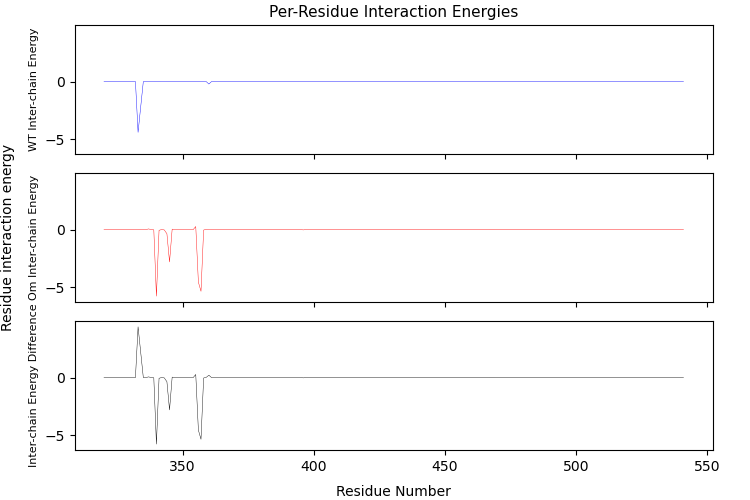 Per-Residue Interaction Energies
Residue interaction energy
WT Inter-chain Energy
0
−5
Om Inter-chain Energy
0
−5
Inter-chain Energy Difference
0
−5
350
400
450
500
550
Residue Number